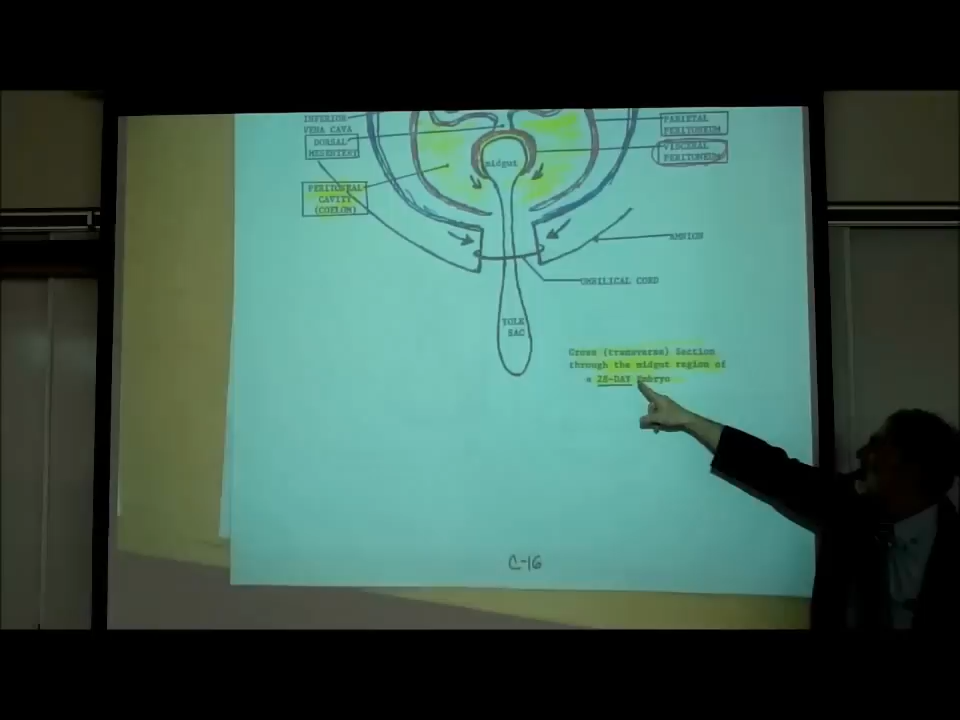 INFERIOR
VENA CAVA
DORSAL
MESENTERY
PERITONEAL
CAVITY
(COELOM)
midgut
PARIETAL
PERITONEUM
VISCERAL
PERITONEUM
AMNION
UMBILICAL CORD
YOLK
SAC
Cross (transverse) Section
through the midgut region of
a 28-DAY Embryo
C-16